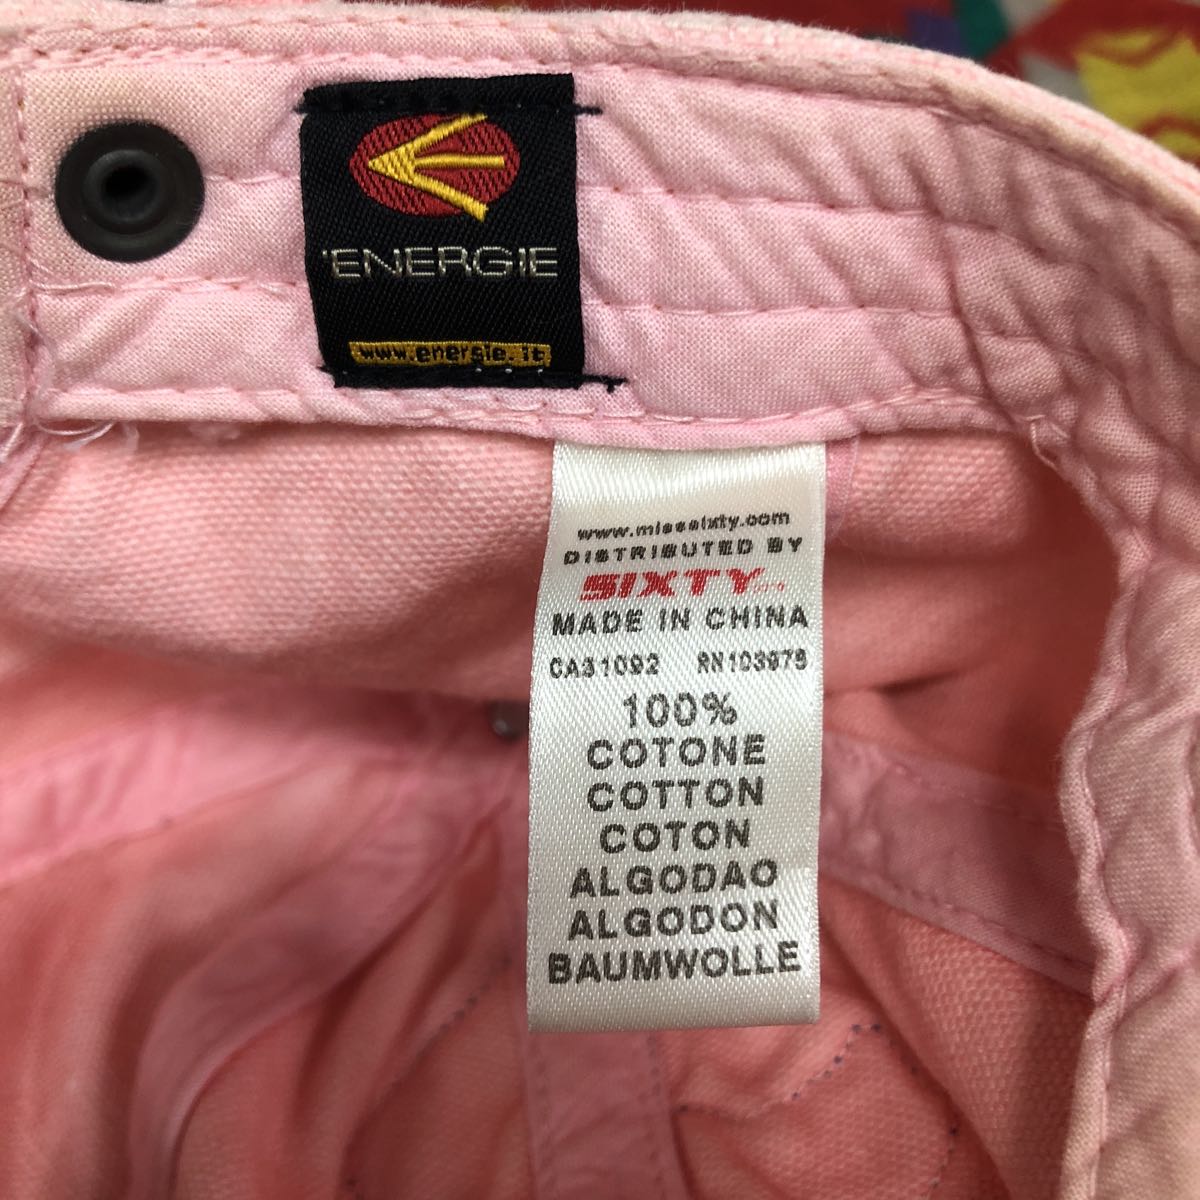 'ENERGIE
www.energie.it
www.misssixty.com
DISTRIBUTED BY
SIXTY
MADE IN CHINA
CA31092 RN103975
100%
COTONE
COTTON
COTON
ALGODAO
ALGODON
BAUMWOLLE